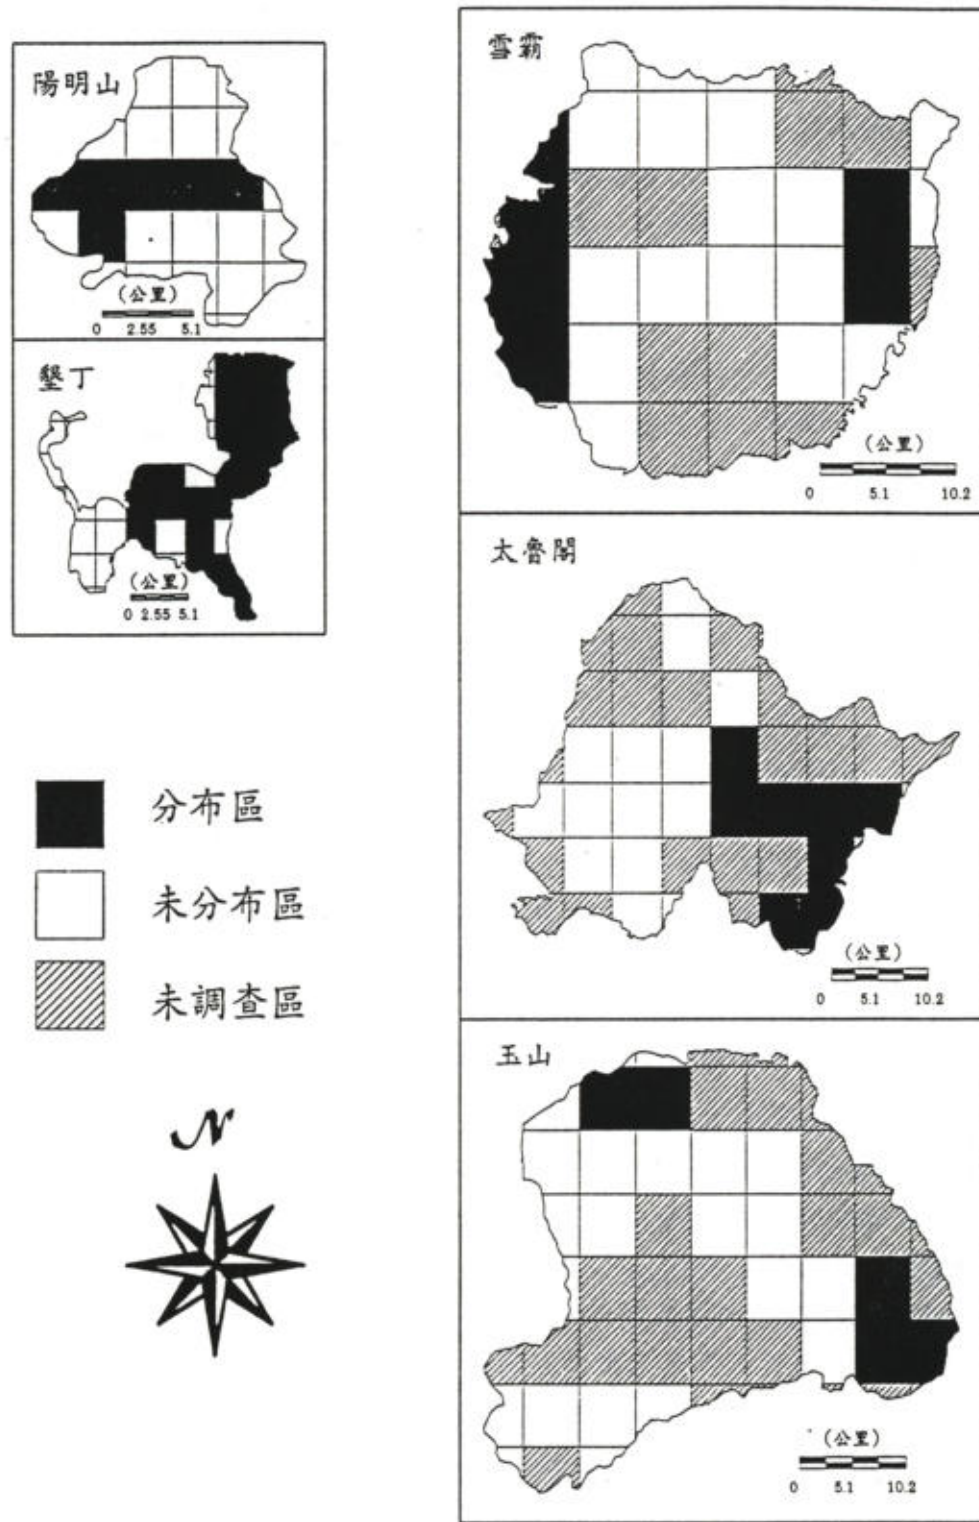 陽明山
(公里)
0 2.55 5.1
墾丁
(公里)
0 2.55 5.1
分布區
未分布區
未調查區
N
雪霸
(公里)
0 5.1 10.2
太魯閣
(公里)
0 5.1 10.2
玉山
(公里)
0 5.1 10.2